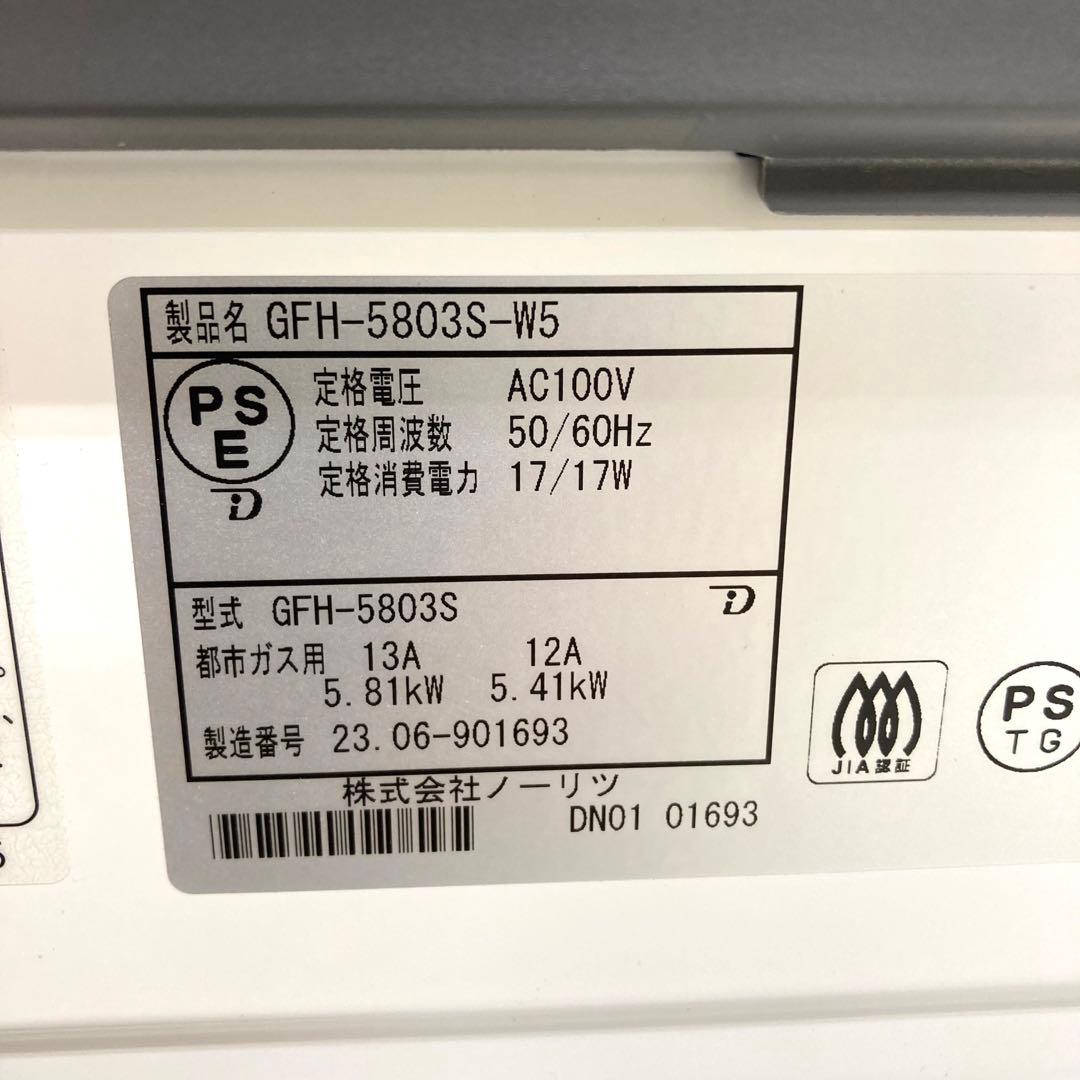 製品名 GFH-5803S-W5
PS
E
定格電圧 AC100V
定格周波数 50/60Hz
定格消費電力 17/17W
型式 GFH-5803S
都市ガス用 13A 12A
5.81kW 5.41kW
製造番号 23.06-901693
株式会社ノーリツ
DN01 01693
JIA認証
PS
TG